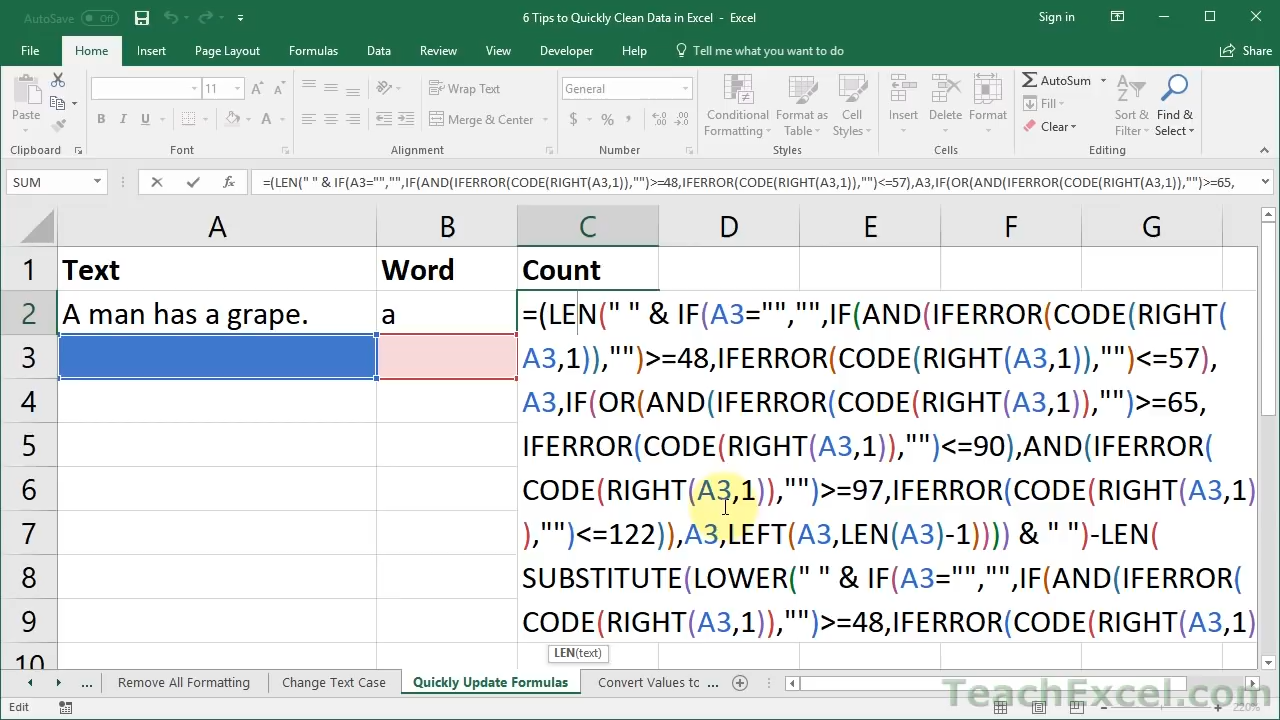 AutoSave Off 6 Tips to Quickly Clean Data in Excel - Excel Sign in
File Home Insert Page Layout Formulas Data Review View Developer Help Tell me what you want to do Share
Paste 11 Wrap Text General Conditional Format as Cell Insert Delete Format AutoSum Sort & Find &
B I U Merge & Center $ % Formatting Table Styles Fill Filter Select
Clear
Clipboard Font Alignment Number Styles Cells Editing
SUM =(LEN(" " & IF(A3="","",IF(AND(IFERROR(CODE(RIGHT(A3,1)),"")>=48,IFERROR(CODE(RIGHT(A3,1)),"")<=57),A3,IF(OR(AND(IFERROR(CODE(RIGHT(A3,1)),"")>=65,
A B C D E F G
1 Text Word Count
2 A man has a grape. a =(LEN(" " & IF(A3="","",IF(AND(IFERROR(CODE(RIGHT(
3 A3,1)),"")>=48,IFERROR(CODE(RIGHT(A3,1)),"")<=57),
4 A3,IF(OR(AND(IFERROR(CODE(RIGHT(A3,1)),"")>=65,
5 IFERROR(CODE(RIGHT(A3,1)),"")<=90),AND(IFERROR(
6 CODE(RIGHT(A3,1)),"")>=97,IFERROR(CODE(RIGHT(A3,1)
7 ),"")<=122)),A3,LEFT(A3,LEN(A3)-1)))) & " ")-LEN(
8 SUBSTITUTE(LOWER(" " & IF(A3="","",IF(AND(IFERROR(
9 CODE(RIGHT(A3,1)),"")>=48,IFERROR(CODE(RIGHT(A3,1)
10 LEN(text)
... Remove All Formatting Change Text Case Quickly Update Formulas Convert Values to ...
TeachExcel.com
Edit 220%